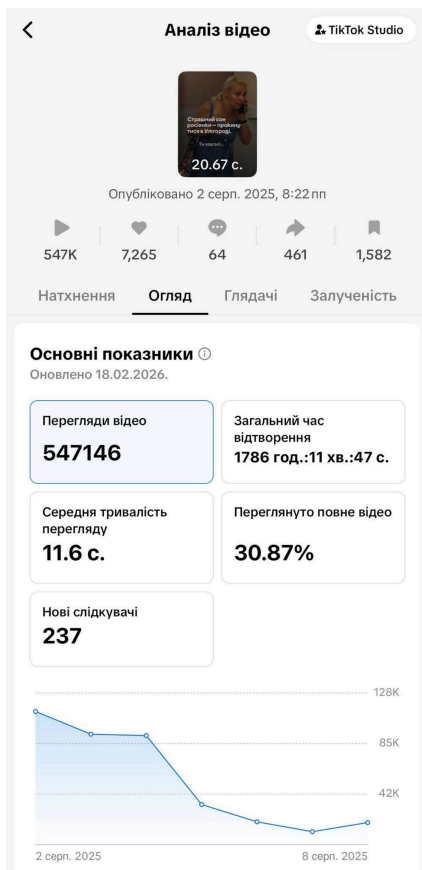 Аналіз відео
TikTok Studio
Страшний сон
росіянки — прокину-
тися в Ужгороді.
Ти взагалі...
20.67 с.
Опубліковано 2 серп. 2025, 8:22 пп
547K 7,265 64 461 1,582
Натхнення Огляд Глядачі Залученість
Основні показники
Оновлено 18.02.2026.
Перегляди відео
547146
Загальний час
відтворення
1786 год.:11 хв.:47 с.
Середня тривалість
перегляду
11.6 с.
Переглянуто повне відео
30.87%
Нові слідкувачі
237
128K
85K
42K
2 серп. 2025 8 серп. 2025